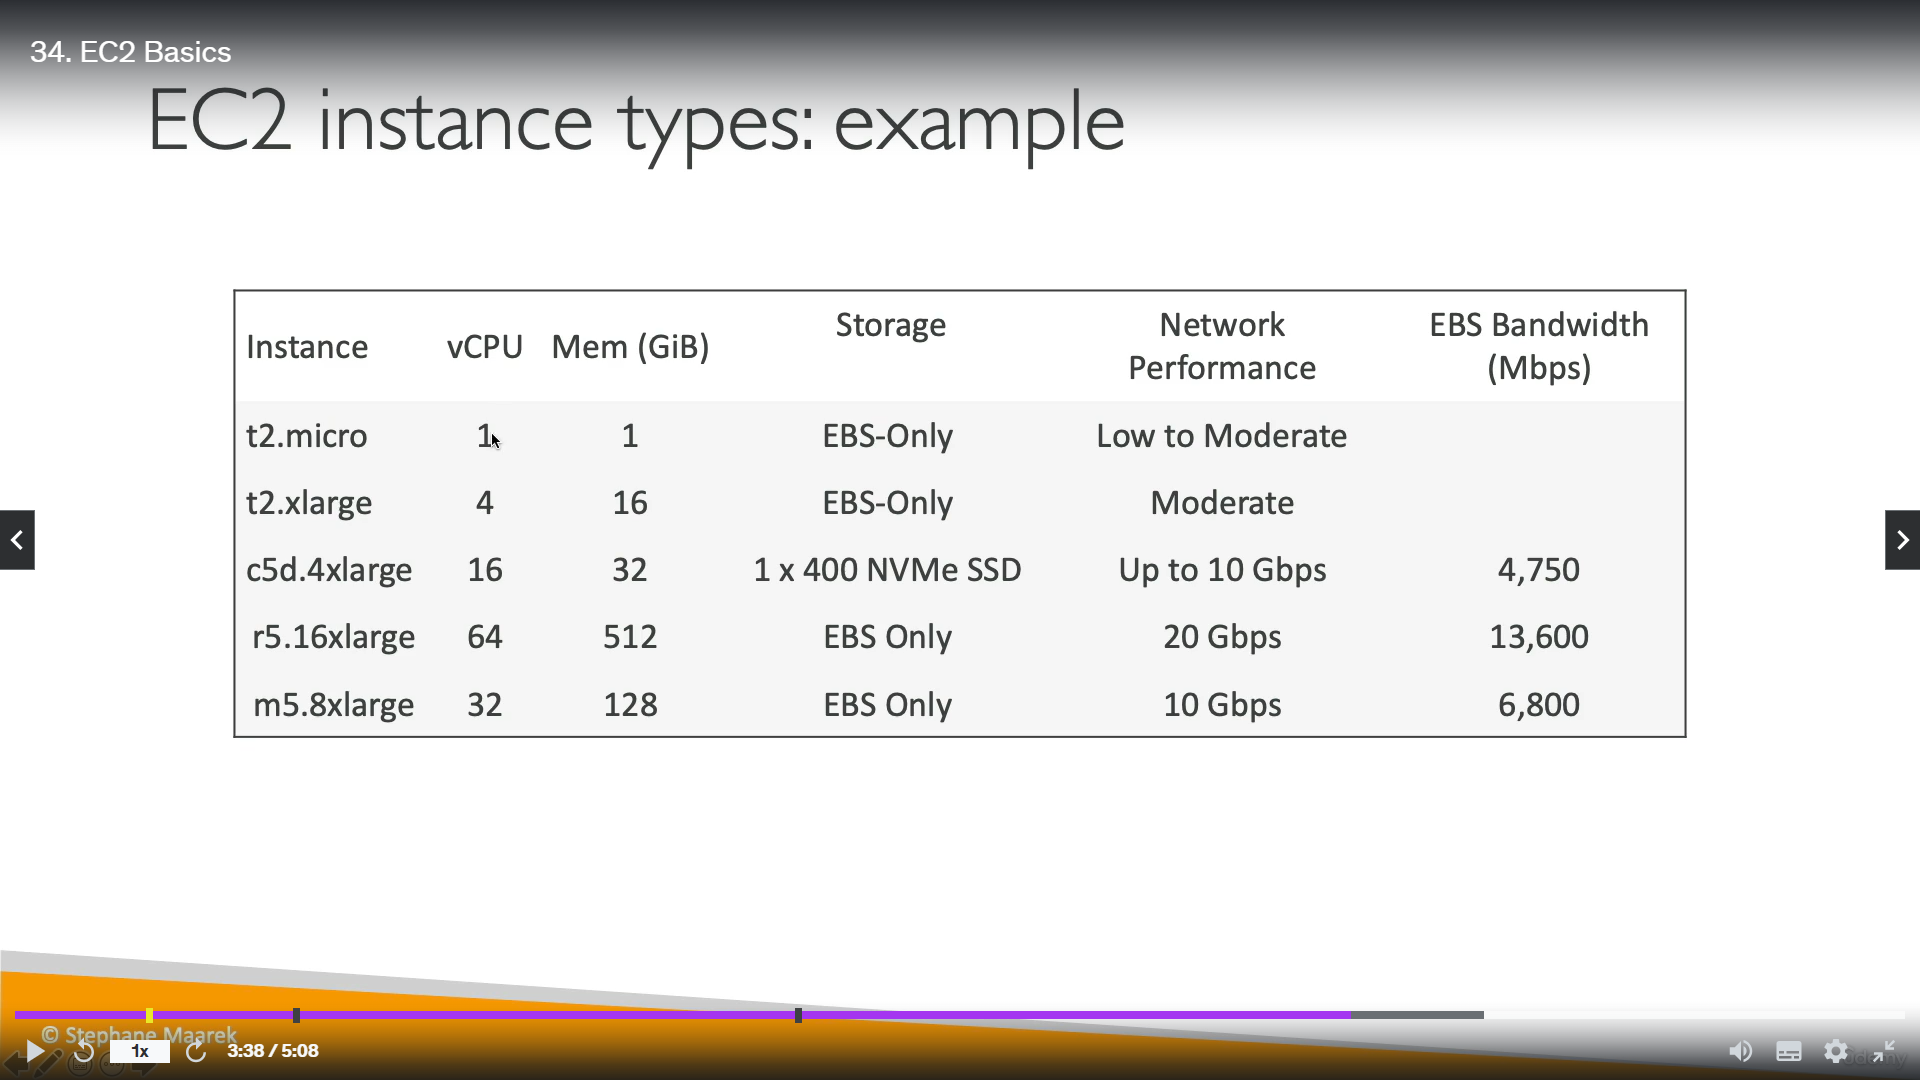 34. EC2 Basics
EC2 instance types: example
Instance vCPU Mem (GiB) Storage Network Performance EBS Bandwidth (Mbps)
t2.micro 1 1 EBS-Only Low to Moderate
t2.xlarge 4 16 EBS-Only Moderate
c5d.4xlarge 16 32 1 x 400 NVMe SSD Up to 10 Gbps 4,750
r5.16xlarge 64 512 EBS Only 20 Gbps 13,600
m5.8xlarge 32 128 EBS Only 10 Gbps 6,800
© Stephane Maarek
1x 3:38 / 5:08